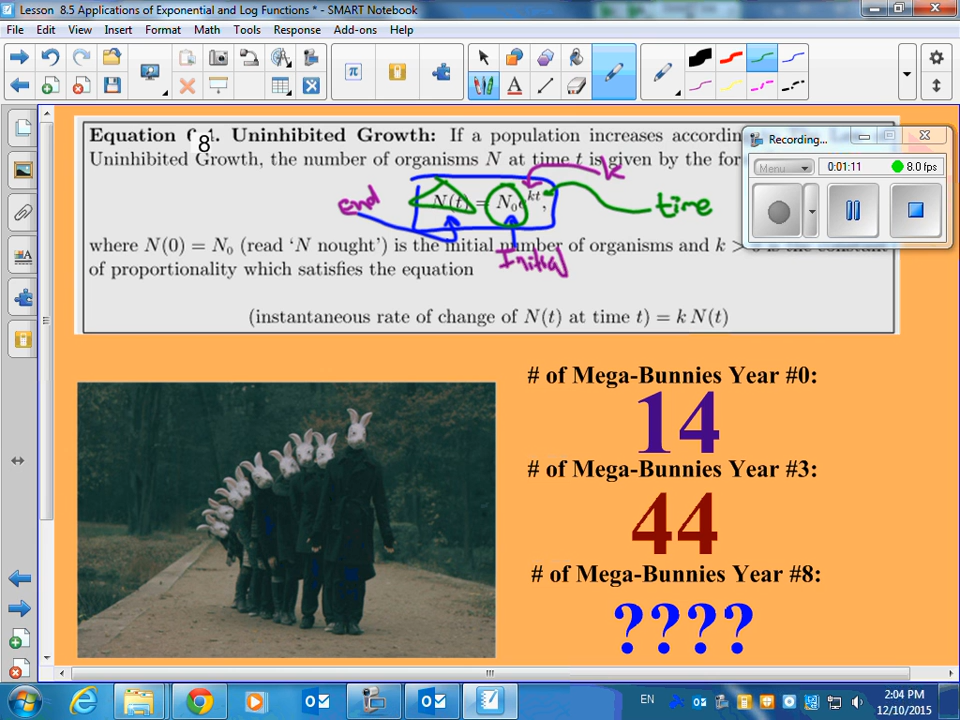 Lesson 8.5 Applications of Exponential and Log Functions * - SMART Notebook
File Edit View Insert Format Math Tools Response Add-ons Help
Equation 8 1. Uninhibited Growth: If a population increases
Recording...
Uninhibited Growth, the number of organisms N at time t is given by the
Menu 0:01:11 8.0 fps
k
end N(t) = N₀e^{kt}, time
where N(0) = N₀ (read ‘N nought’) is the initial number of organisms and k >
Initial
of proportionality which satisfies the equation
(instantaneous rate of change of N(t) at time t) = k N(t)
# of Mega-Bunnies Year #0:
14
# of Mega-Bunnies Year #3:
44
# of Mega-Bunnies Year #8:
????
EN
2:04 PM
12/10/2015